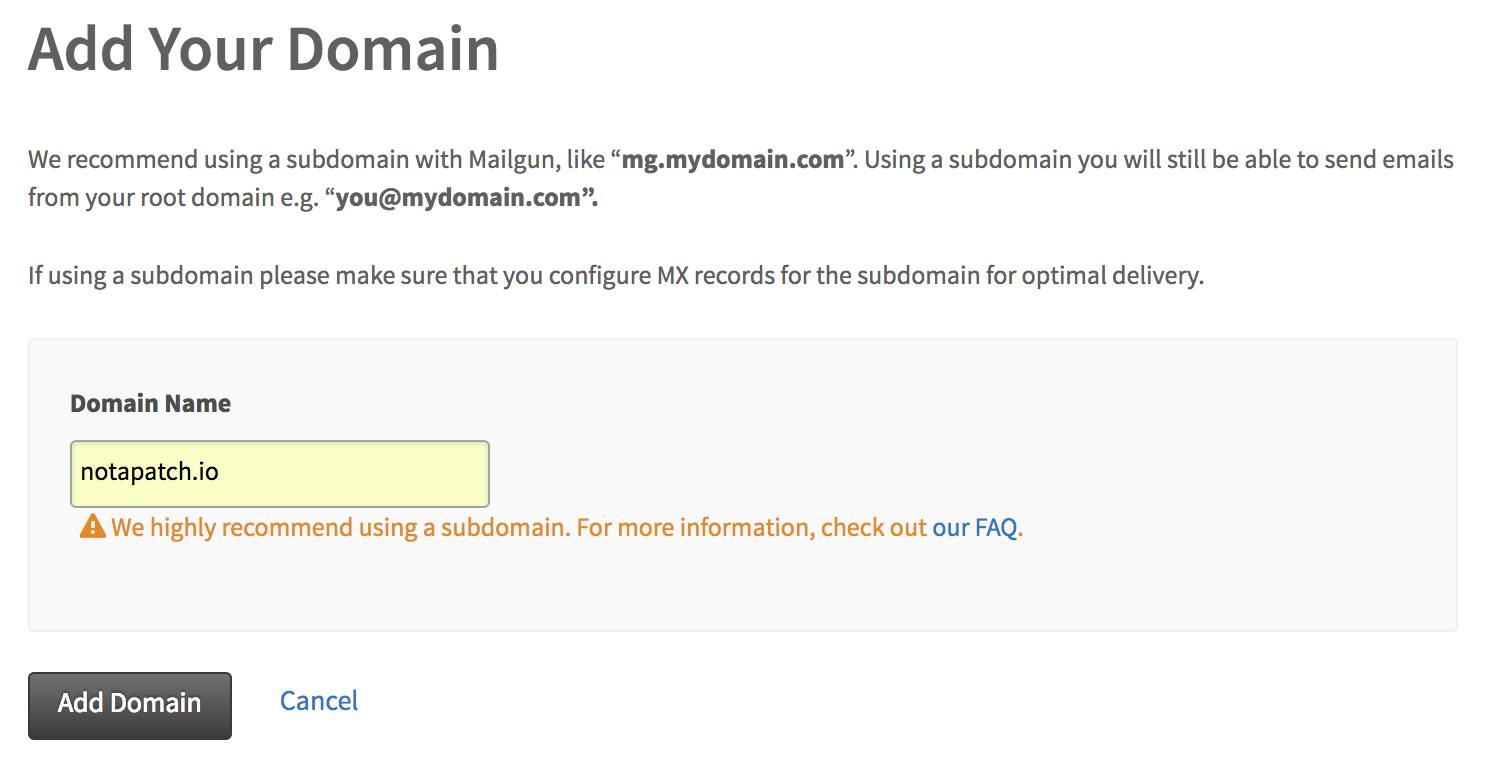 Add Your Domain
We recommend using a subdomain with Mailgun, like “mg.mydomain.com”. Using a subdomain you will still be able to send emails
from your root domain e.g. “you@mydomain.com”.
If using a subdomain please make sure that you configure MX records for the subdomain for optimal delivery.
Domain Name
notapatch.io
We highly recommend using a subdomain. For more information, check out our FAQ.
Add Domain Cancel